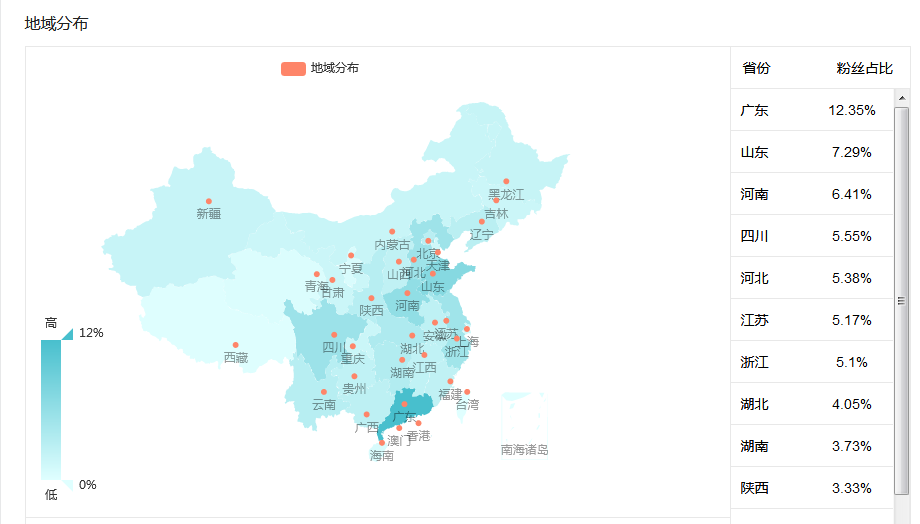 地域分布
地域分布
省份 粉丝占比
广东 12.35%
山东 7.29%
河南 6.41%
四川 5.55%
河北 5.38%
江苏 5.17%
浙江 5.1%
湖北 4.05%
湖南 3.73%
陕西 3.33%
黑龙江
新疆
吉林
辽宁
内蒙古
北京
天津
宁夏
山西
河北
青海
甘肃
山东
陕西
河南
高
12%
安徽
江苏
上海
四川
重庆
湖北
浙江
西藏
江西
湖南
贵州
福建
云南
台湾
广东
广西
香港
澳门
海南
南海诸岛
0%
低